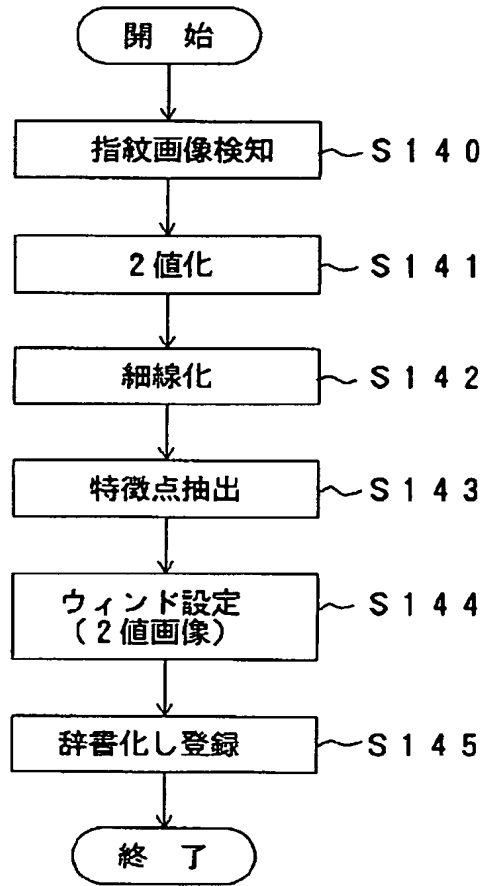 開 始
指紋画像検知 S140
2値化 S141
細線化 S142
特徴点抽出 S143
ウィンド設定 S144
(2値画像)
辞書化し登録 S145
終 了